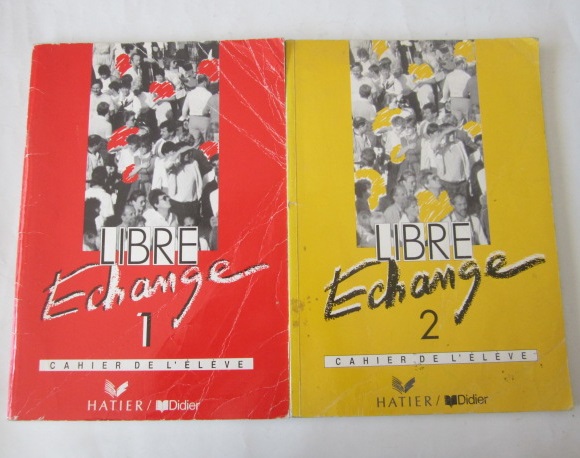 LIBRE
Echange
1
CAHIER DE L'ÉLÈVE
HATIER / Didier
LIBRE
Echange
2
CAHIER DE L'ÉLÈVE
HATIER / Didier